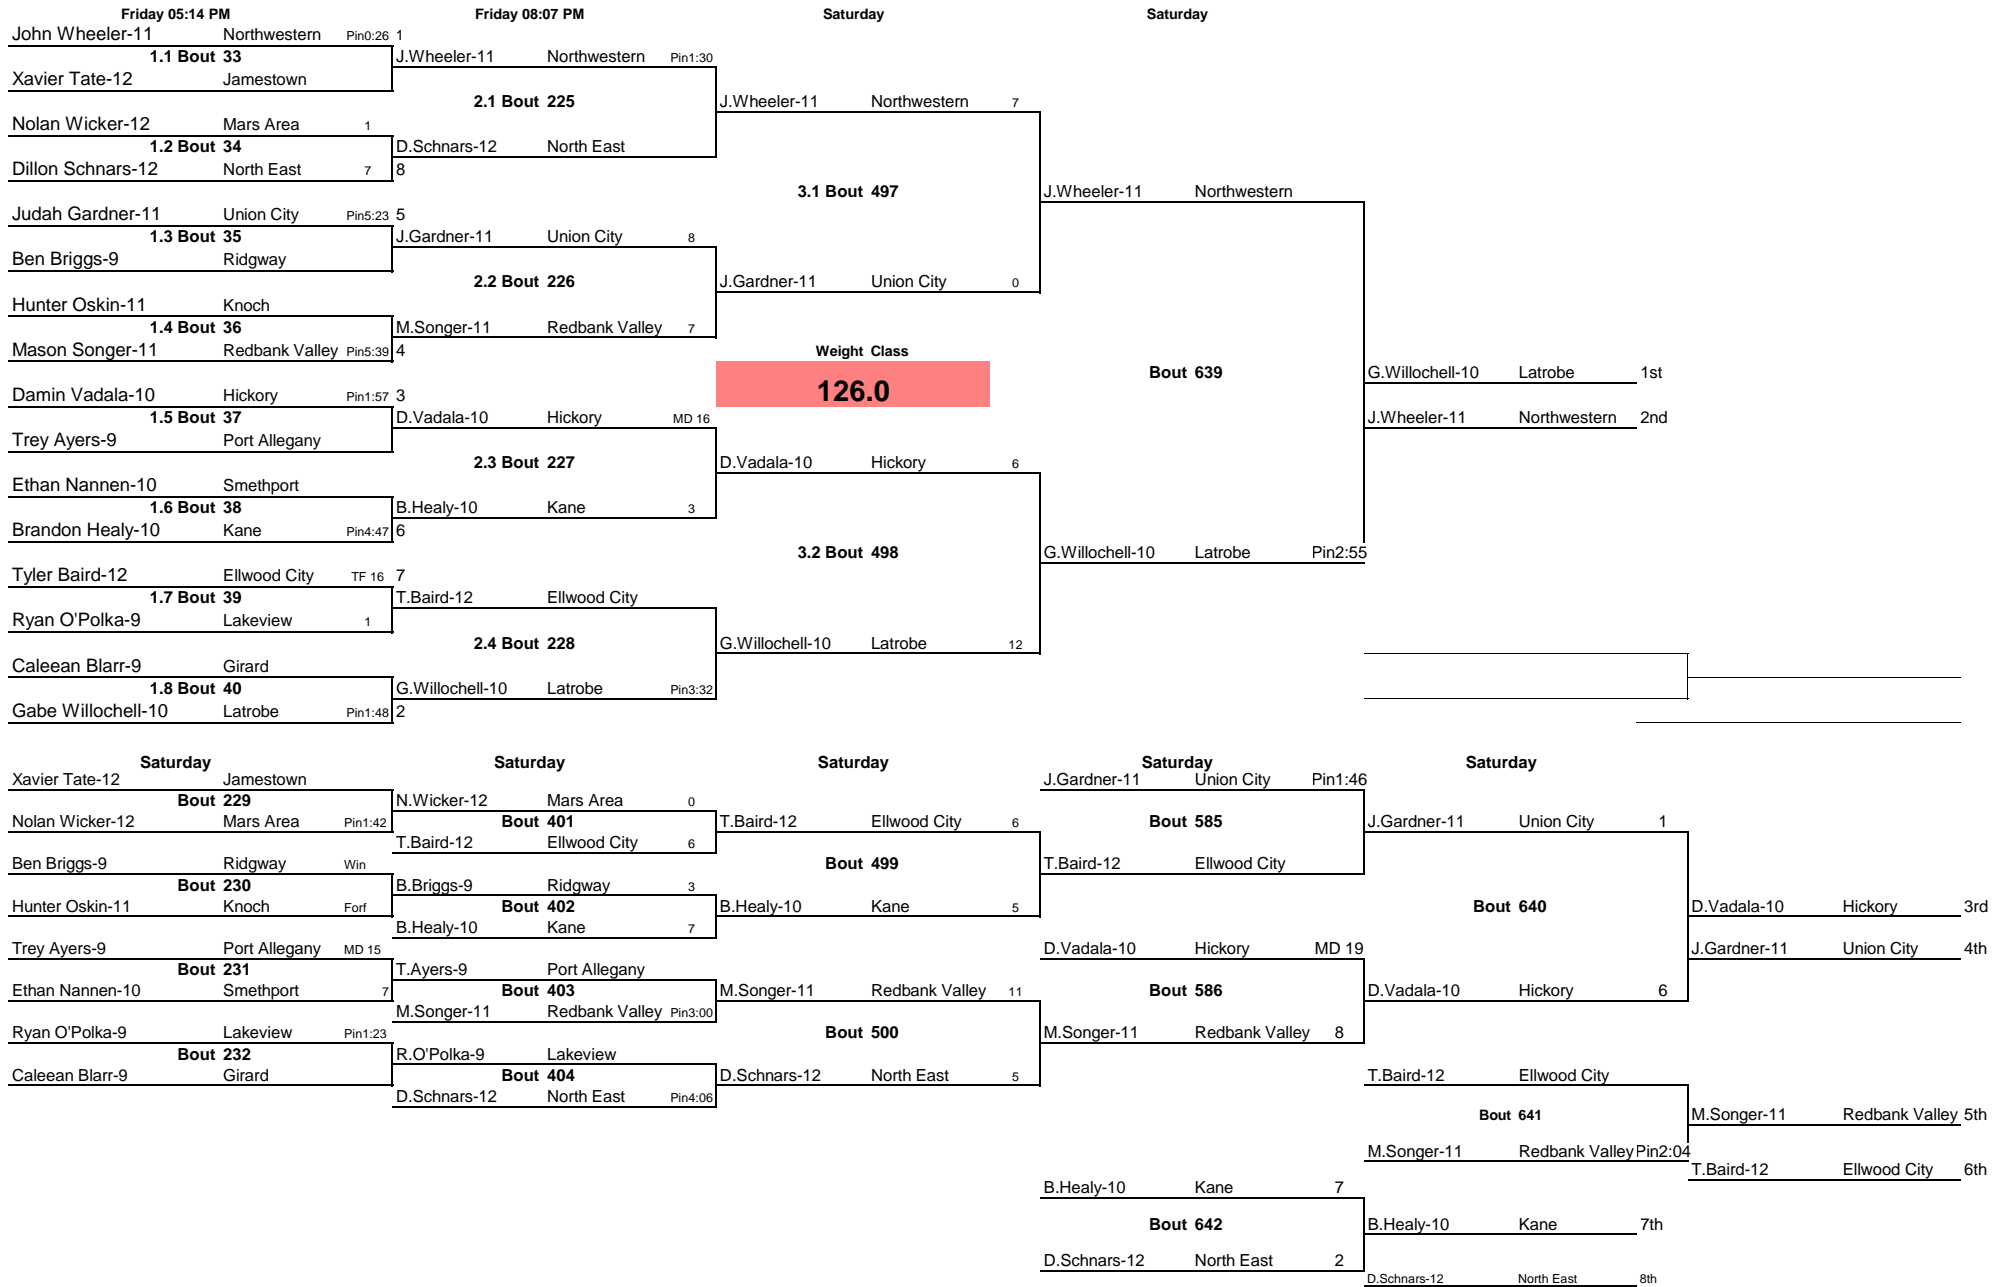 Friday 05:14 PM Friday 08:07 PM Saturday Saturday
John Wheeler-11 Northwestern Pin0:26 1
1.1 Bout 33 J.Wheeler-11 Northwestern Pin1:30
Xavier Tate-12 Jamestown
2.1 Bout 225 J.Wheeler-11 Northwestern 7
Nolan Wicker-12 Mars Area 1
1.2 Bout 34 D.Schnars-12 North East
Dillon Schnars-12 North East 7 8
3.1 Bout 497 J.Wheeler-11 Northwestern
Judah Gardner-11 Union City Pin5:23 5
1.3 Bout 35 J.Gardner-11 Union City 8
Ben Briggs-9 Ridgway
2.2 Bout 226 J.Gardner-11 Union City 0
Hunter Oskin-11 Knoch
1.4 Bout 36 M.Songer-11 Redbank Valley 7
Mason Songer-11 Redbank Valley Pin5:39 4 Weight Class
Bout 639 G.Willochell-10 Latrobe 1st
Damin Vadala-10 Hickory Pin1:57 3 126.0
1.5 Bout 37 D.Vadala-10 Hickory MD 16 J.Wheeler-11 Northwestern 2nd
Trey Ayers-9 Port Allegany
2.3 Bout 227 D.Vadala-10 Hickory 6
Ethan Nannen-10 Smethport
1.6 Bout 38 B.Healy-10 Kane 3
Brandon Healy-10 Kane Pin4:47 6
3.2 Bout 498 G.Willochell-10 Latrobe Pin2:55
Tyler Baird-12 Ellwood City TF 16 7
1.7 Bout 39 T.Baird-12 Ellwood City
Ryan O'Polka-9 Lakeview 1
2.4 Bout 228 G.Willochell-10 Latrobe 12
Caleean Blarr-9 Girard
1.8 Bout 40 G.Willochell-10 Latrobe Pin3:32
Gabe Willochell-10 Latrobe Pin1:48 2
Saturday Saturday Saturday Saturday Saturday
Xavier Tate-12 Jamestown J.Gardner-11 Union City Pin1:46
Bout 229 N.Wicker-12 Mars Area 0
Nolan Wicker-12 Mars Area Pin1:42 Bout 401 T.Baird-12 Ellwood City 6 Bout 585 J.Gardner-11 Union City 1
T.Baird-12 Ellwood City 6
Ben Briggs-9 Ridgway Win Bout 499 T.Baird-12 Ellwood City
Bout 230 B.Briggs-9 Ridgway 3
Hunter Oskin-11 Knoch Forf Bout 402 B.Healy-10 Kane 5 Bout 640 D.Vadala-10 Hickory 3rd
B.Healy-10 Kane 7
Trey Ayers-9 Port Allegany MD 15 D.Vadala-10 Hickory MD 19 J.Gardner-11 Union City 4th
Bout 231 T.Ayers-9 Port Allegany
Ethan Nannen-10 Smethport 7 Bout 403 M.Songer-11 Redbank Valley 11 Bout 586 D.Vadala-10 Hickory 6
M.Songer-11 Redbank Valley Pin3:00
Ryan O'Polka-9 Lakeview Pin1:23 Bout 500 M.Songer-11 Redbank Valley 8
Bout 232 R.O'Polka-9 Lakeview
Caleean Blarr-9 Girard Bout 404 D.Schnars-12 North East 5 T.Baird-12 Ellwood City
D.Schnars-12 North East Pin4:06
Bout 641 M.Songer-11 Redbank Valley 5th
M.Songer-11 Redbank Valley Pin2:04
T.Baird-12 Ellwood City 6th
B.Healy-10 Kane 7
Bout 642 B.Healy-10 Kane 7th
D.Schnars-12 North East 2
D.Schnars-12 North East 8th